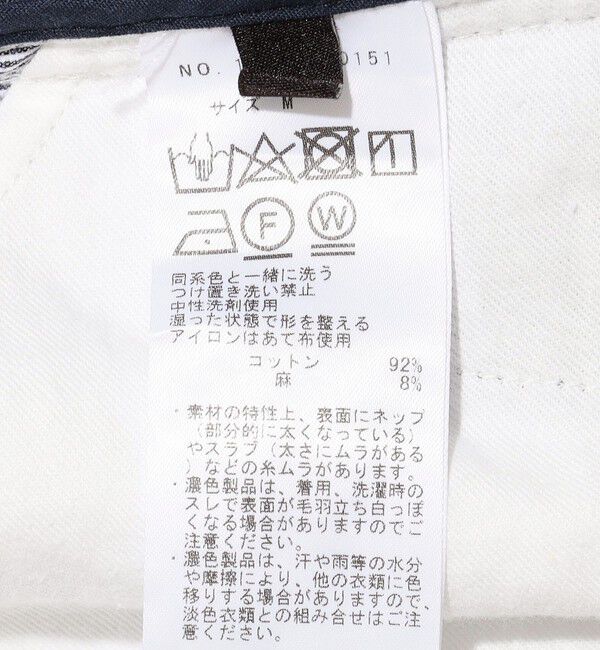 NO. 1 0151
サイズ M
F W
同系色と一緒に洗う
つけ置き洗い禁止
中性洗剤使用
湿った状態で形を整える
アイロンはあて布使用
コットン 92%
麻 8%
・素材の特性上、表面にネップ
（部分的に太くなっている）
やスラブ（太さにムラがある
）などの糸ムラがあります。
・濃色製品は、着用、洗濯時の
スレで表面が毛羽立ち白っぽ
くなる場合がありますのでご
注意ください。
・濃色製品は、汗や雨等の水分
や摩擦により、他の衣類に色
移りする場合がありますので、
淡色衣類との組み合せはご注
意ください。